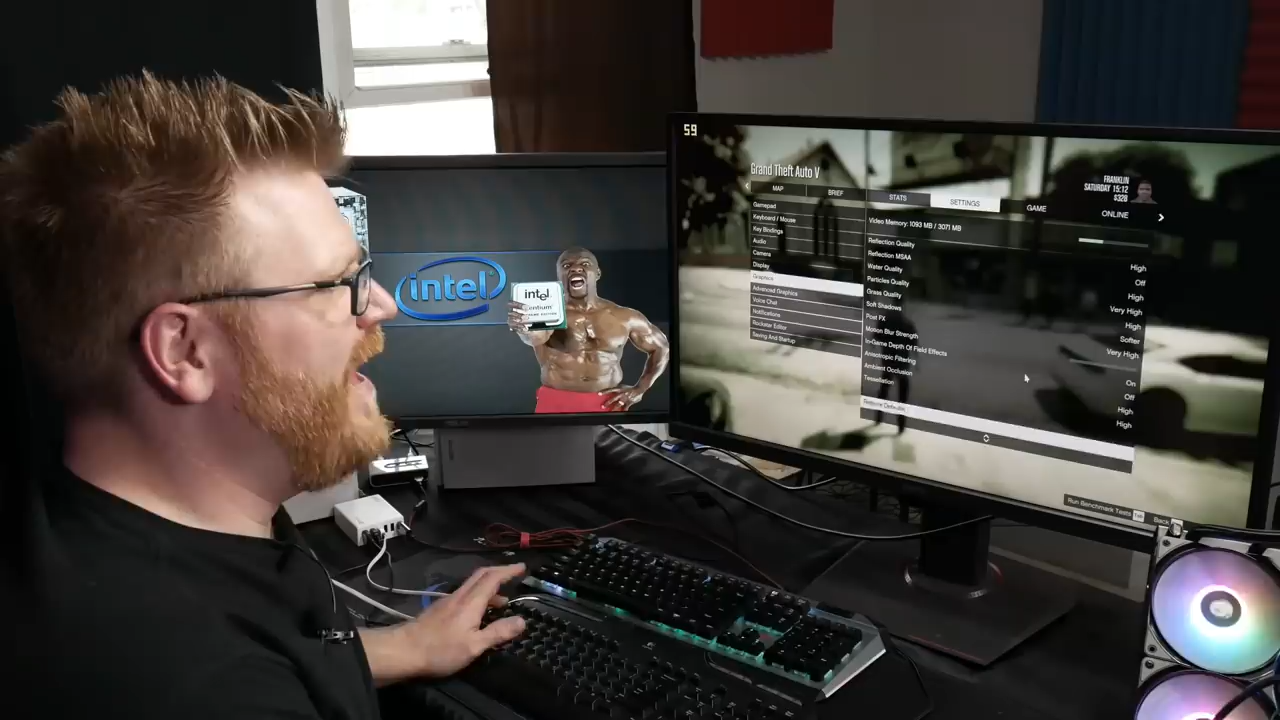 59
Grand Theft Auto V
FRANKLIN
SATURDAY 15:12
$328
MAP
BRIEF
STATS
SETTINGS
GAME
ONLINE
Gamepad
Keyboard / Mouse
Key Bindings
Audio
Camera
Display
Graphics
Advanced Graphics
Voice Chat
Notifications
Rockstar Editor
Saving And Startup
Video Memory: 1093 MB / 3071 MB
Reflection Quality
High
Reflection MSAA
Off
Water Quality
High
Particles Quality
Very High
Grass Quality
High
Soft Shadows
Softer
Post FX
Very High
Motion Blur Strength
In-Game Depth Of Field Effects
On
Anisotropic Filtering
Off
Ambient Occlusion
High
Tessellation
High
Restore Defaults
Run Benchmark Tests Tab
Back
intel
intel